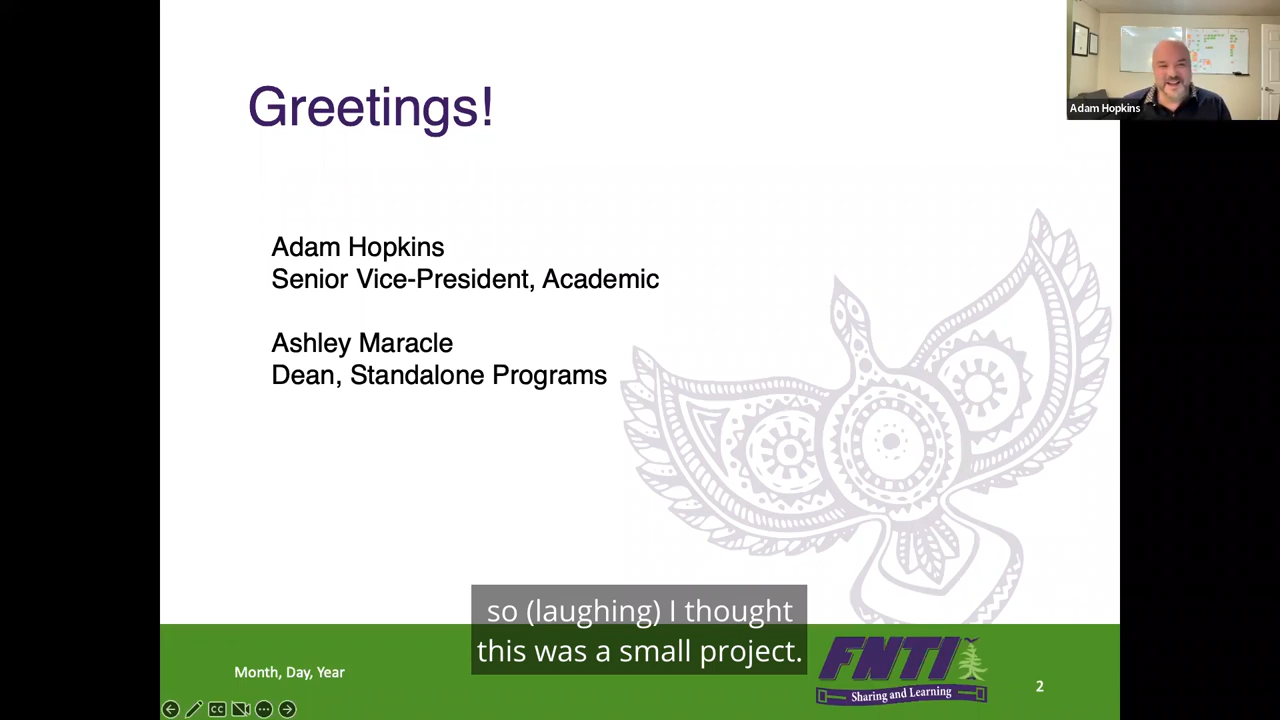 Greetings!
Adam Hopkins
Adam Hopkins
Senior Vice-President, Academic
Ashley Maracle
Dean, Standalone Programs
so (laughing) I thought
this was a small project.
Month, Day, Year
FNTI
Sharing and Learning
2
CC